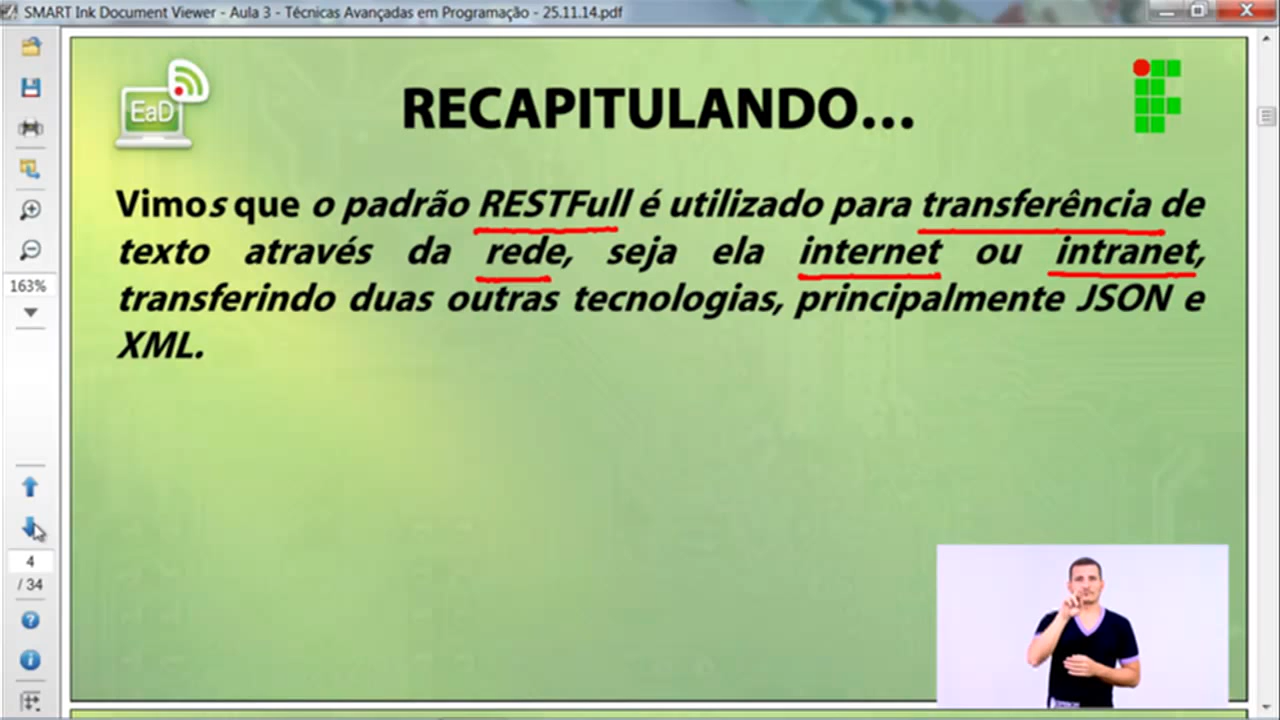 SMART Ink Document Viewer - Aula 3 - Técnicas Avançadas em Programação - 25.11.14.pdf
EaD
RECAPITULANDO...
Vimos que o padrão RESTFull é utilizado para transferência de
texto através da rede, seja ela internet ou intranet,
transferindo duas outras tecnologias, principalmente JSON e
XML.
163%
4
/ 34